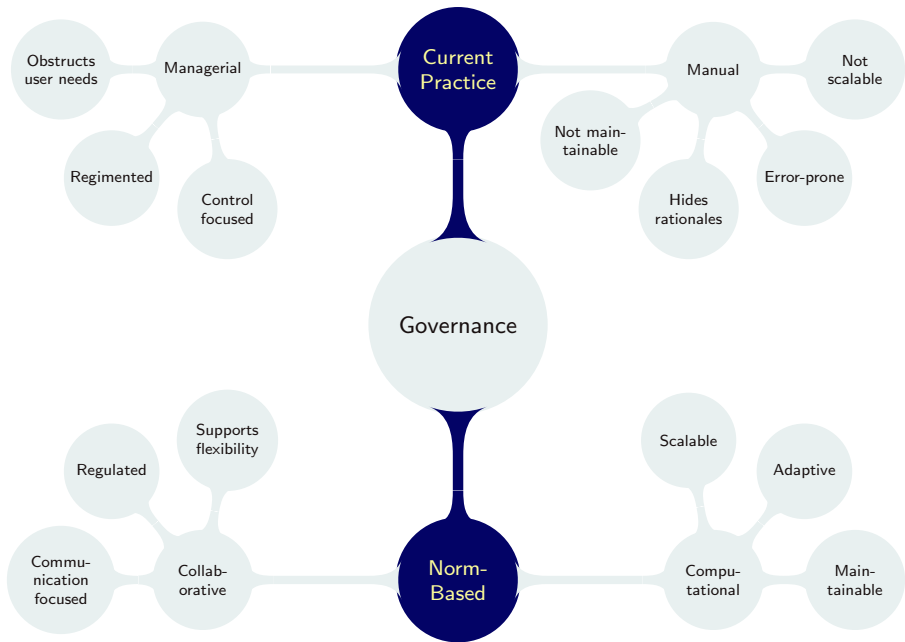 Obstructs
user needs
Managerial
Current
Practice
Manual
Not
scalable
Not main-
tainable
Regimented
Control
focused
Hides
rationales
Error-prone
Governance
Supports
flexibility
Regulated
Scalable
Adaptive
Commu-
nication
focused
Collab-
orative
Norm-
Based
Compu-
tational
Main-
tainable